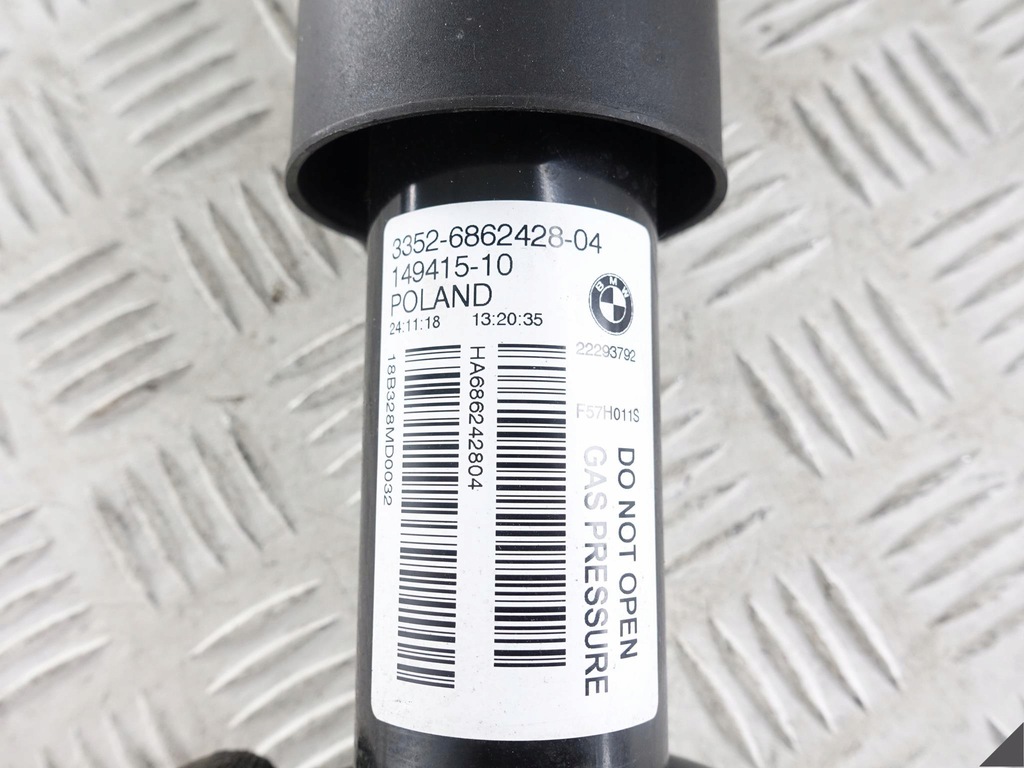 3352-6862428-04
149415-10
POLAND
24:11:18 13:20:35
BMW
22293792
F57H011S
18B328MD0032
HA686242804
DO NOT OPEN
GAS PRESSURE